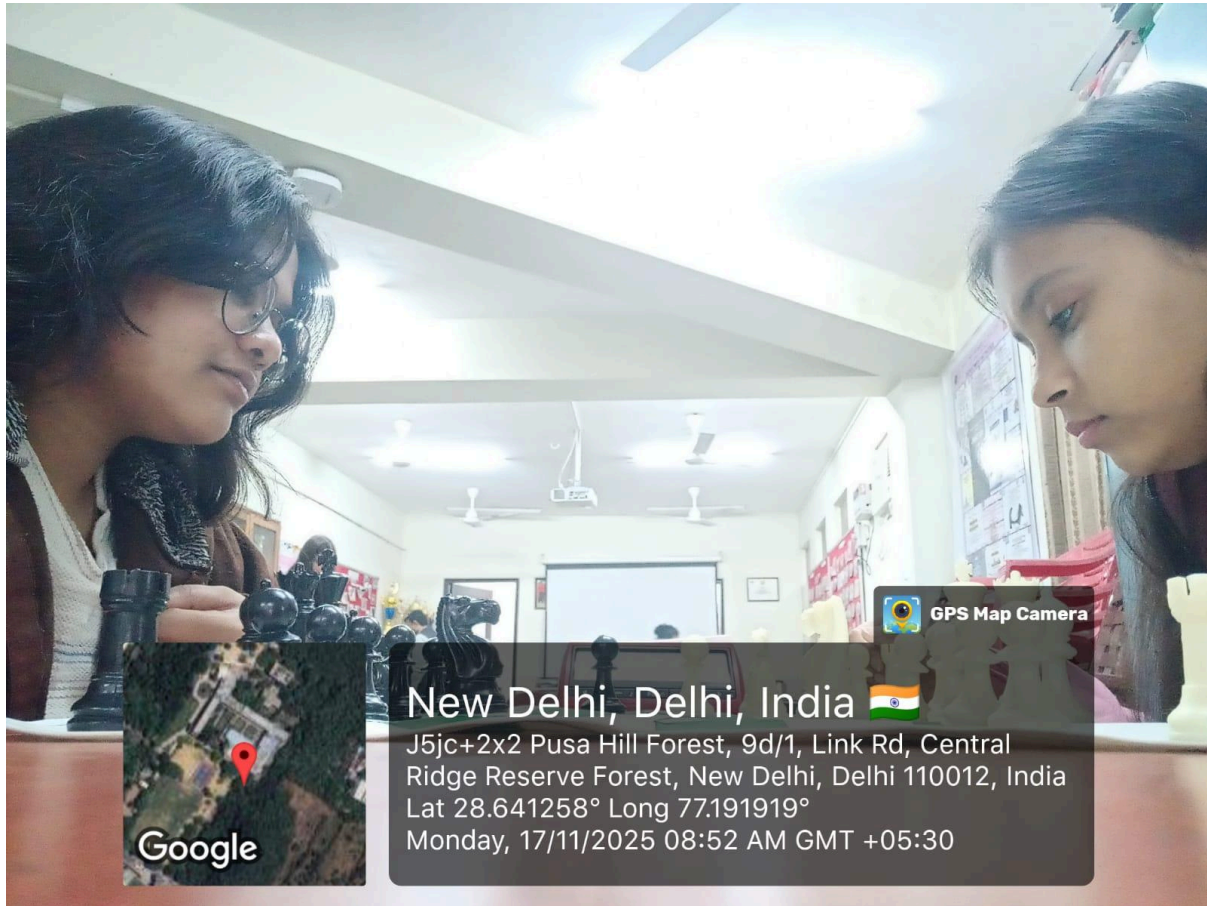 GPS Map Camera
New Delhi, Delhi, India
J5jc+2x2 Pusa Hill Forest, 9d/1, Link Rd, Central
Ridge Reserve Forest, New Delhi, Delhi 110012, India
Lat 28.641258° Long 77.191919°
Monday, 17/11/2025 08:52 AM GMT +05:30
Google